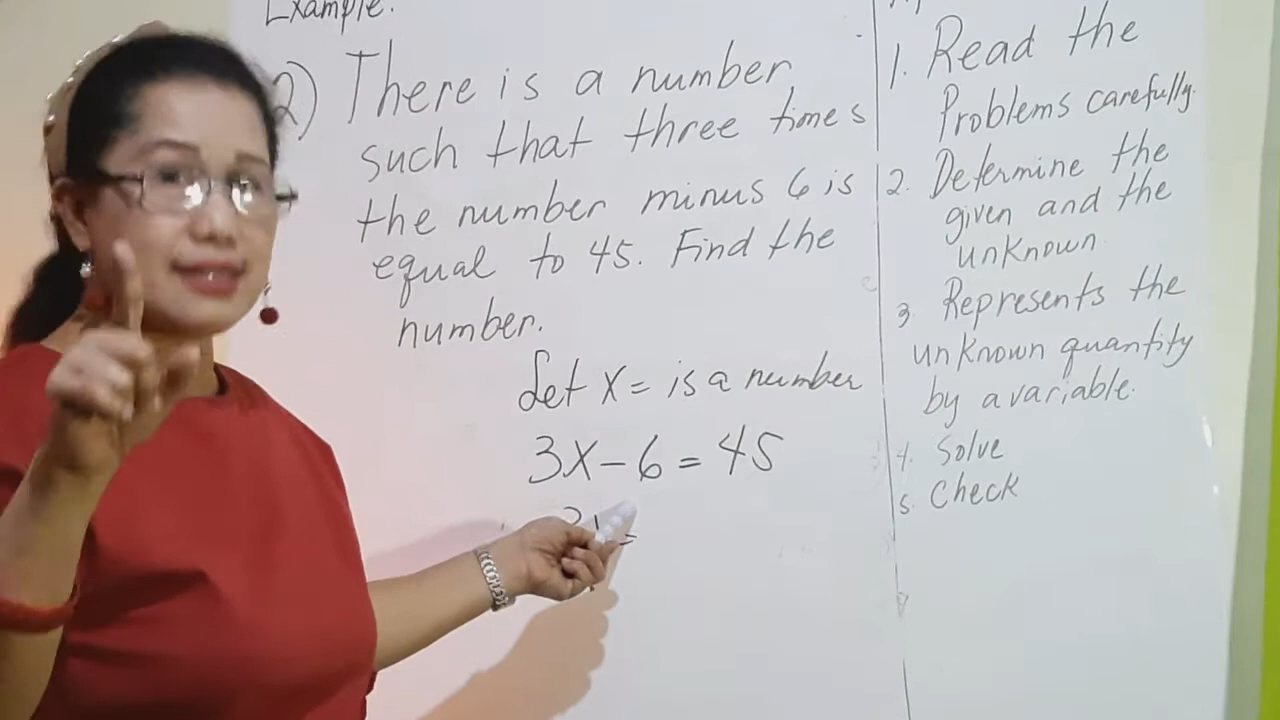 Example:
2) There is a number
such that three times
the number minus 6 is
equal to 45. Find the
number.
Let x = is a number
3x - 6 = 45
3x =
1. Read the
Problems carefully.
2. Determine the
given and the
unknown.
3. Represents the
unknown quantity
by a variable.
4. Solve
5. Check